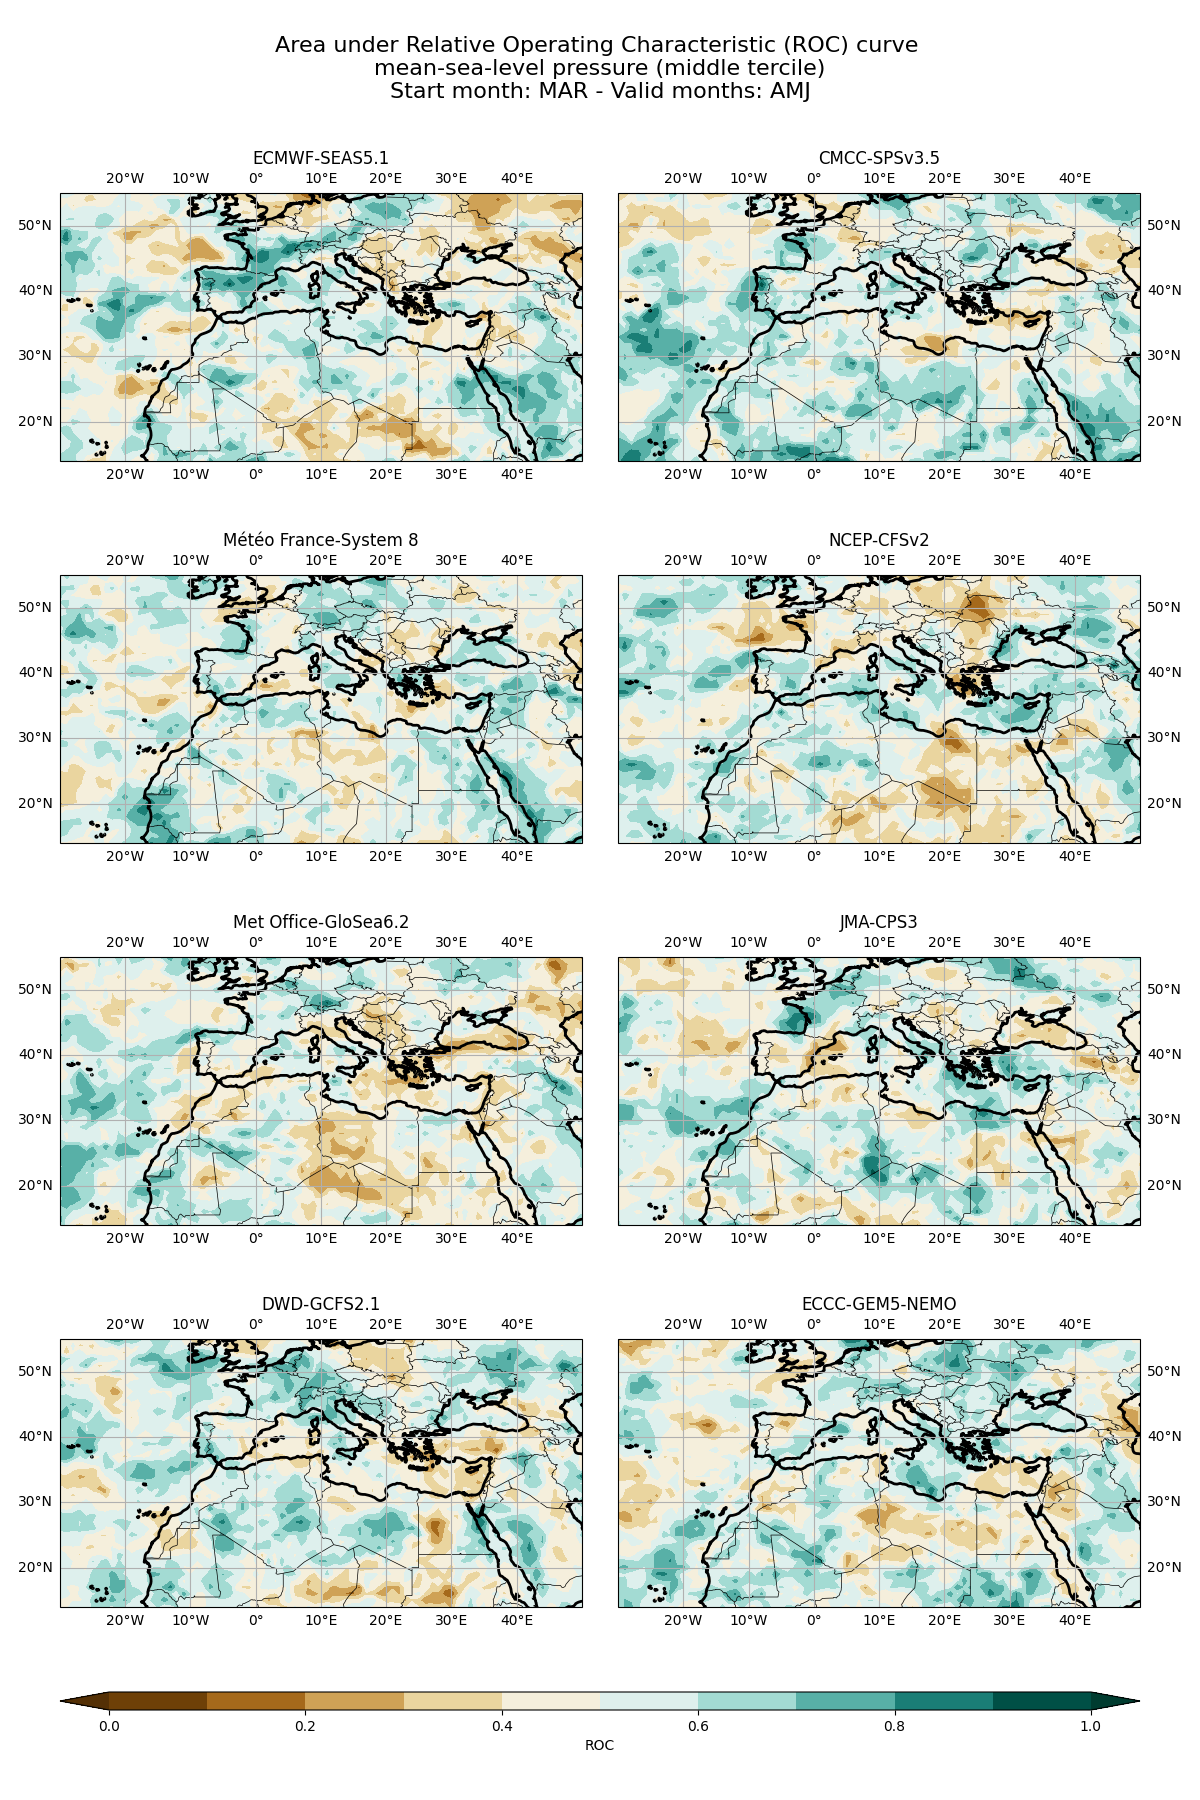 Area under Relative Operating Characteristic (ROC) curve
mean-sea-level pressure (middle tercile)
Start month: MAR - Valid months: AMJ
ECMWF-SEAS5.1
20°W 10°W 0° 10°E 20°E 30°E 40°E
50°N
40°N
30°N
20°N
20°W 10°W 0° 10°E 20°E 30°E 40°E
CMCC-SPSv3.5
20°W 10°W 0° 10°E 20°E 30°E 40°E
50°N
40°N
30°N
20°N
20°W 10°W 0° 10°E 20°E 30°E 40°E
Météo France-System 8
20°W 10°W 0° 10°E 20°E 30°E 40°E
50°N
40°N
30°N
20°N
20°W 10°W 0° 10°E 20°E 30°E 40°E
NCEP-CFSv2
20°W 10°W 0° 10°E 20°E 30°E 40°E
50°N
40°N
30°N
20°N
20°W 10°W 0° 10°E 20°E 30°E 40°E
Met Office-GloSea6.2
20°W 10°W 0° 10°E 20°E 30°E 40°E
50°N
40°N
30°N
20°N
20°W 10°W 0° 10°E 20°E 30°E 40°E
JMA-CPS3
20°W 10°W 0° 10°E 20°E 30°E 40°E
50°N
40°N
30°N
20°N
20°W 10°W 0° 10°E 20°E 30°E 40°E
DWD-GCFS2.1
20°W 10°W 0° 10°E 20°E 30°E 40°E
50°N
40°N
30°N
20°N
20°W 10°W 0° 10°E 20°E 30°E 40°E
ECCC-GEM5-NEMO
20°W 10°W 0° 10°E 20°E 30°E 40°E
50°N
40°N
30°N
20°N
20°W 10°W 0° 10°E 20°E 30°E 40°E
0.0 0.2 0.4 0.6 0.8 1.0
ROC